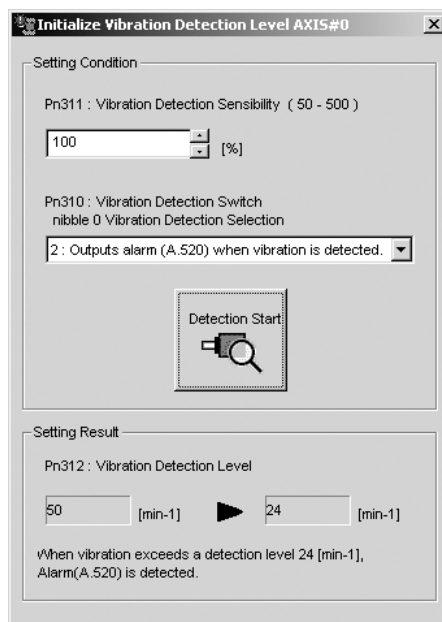 Initialize Vibration Detection Level AXIS#0
Setting Condition
Pn311 : Vibration Detection Sensibility ( 50 - 500 )
100
[%]
Pn310 : Vibration Detection Switch
nibble 0 Vibration Detection Selection
2 : Outputs alarm (A.520) when vibration is detected.
Detection Start
Setting Result
Pn312 : Vibration Detection Level
50 [min-1] 24 [min-1]
When vibration exceeds a detection level 24 [min-1],
Alarm(A.520) is detected.